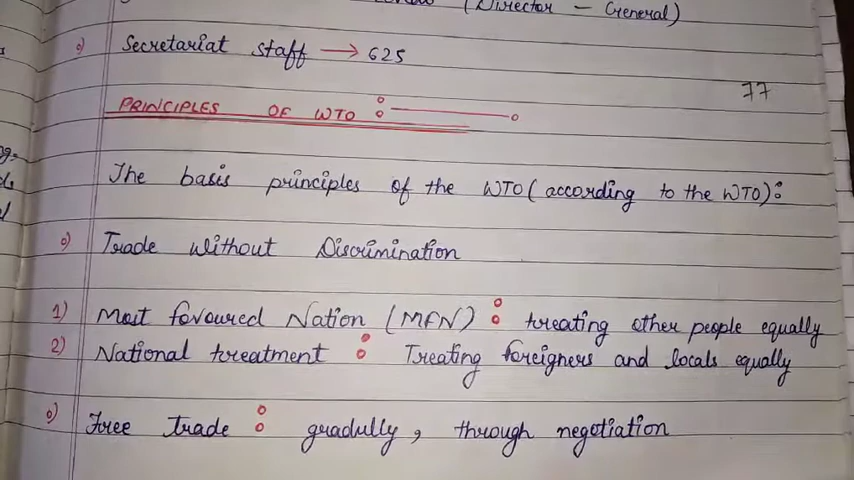 (Director - General)
o) Secretariat staff → 625
77
PRINCIPLES OF WTO :
The basis principles of the WTO (according to the WTO):
o) Trade without Discrimination
1) Most favoured Nation (MFN) : treating other people equally
2) National treatment : Treating foreigners and locals equally
o) Free trade : gradully, through negotiation